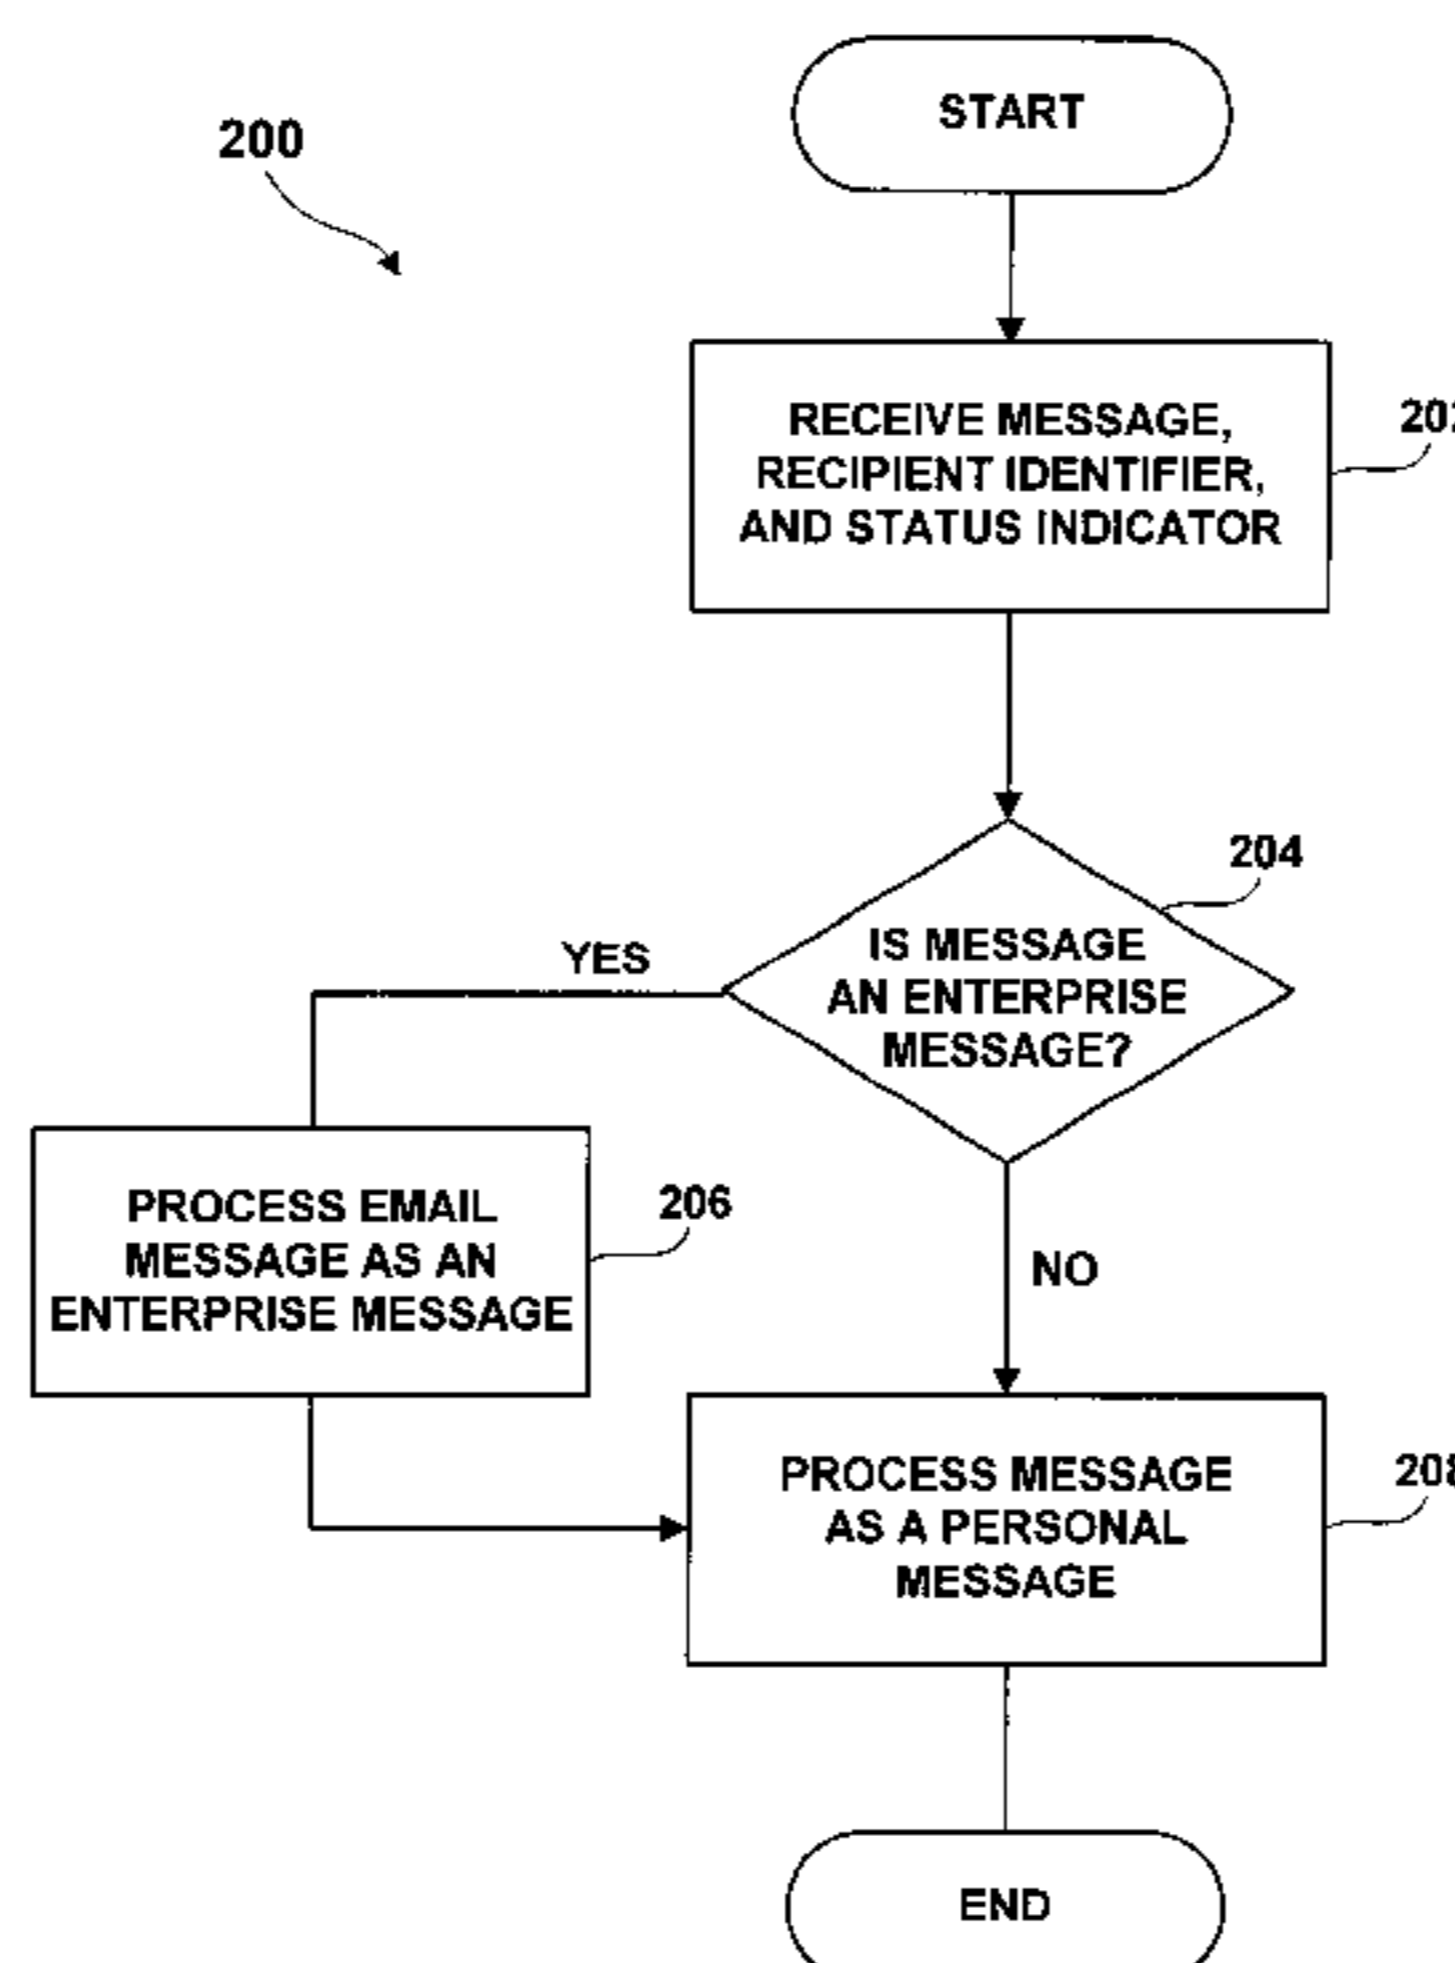 START
200
RECEIVE MESSAGE,
RECIPIENT IDENTIFIER,
AND STATUS INDICATOR
204
IS MESSAGE
AN ENTERPRISE
MESSAGE?
YES
PROCESS EMAIL
MESSAGE AS AN
ENTERPRISE MESSAGE
206
NO
PROCESS MESSAGE
AS A PERSONAL
MESSAGE
END